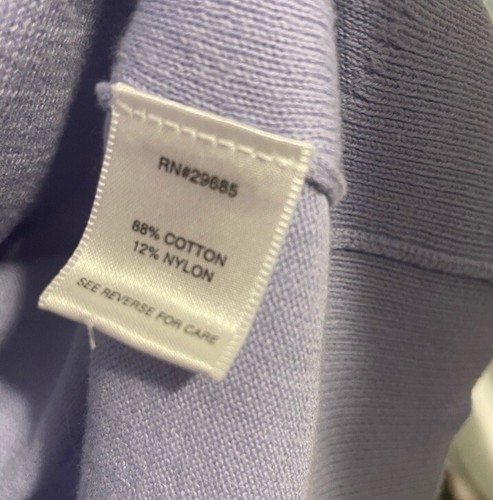 RN#29685
88% COTTON
12% NYLON
SEE REVERSE FOR CARE